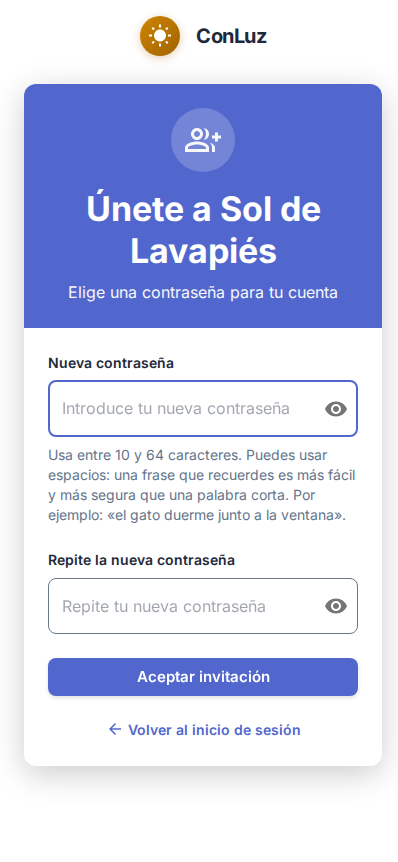 ConLuz
Únete a Sol de
Lavapiés
Elige una contraseña para tu cuenta
Nueva contraseña
Introduce tu nueva contraseña
Usa entre 10 y 64 caracteres. Puedes usar
espacios: una frase que recuerdes es más fácil
y más segura que una palabra corta. Por
ejemplo: «el gato duerme junto a la ventana».
Repite la nueva contraseña
Repite tu nueva contraseña
Aceptar invitación
Volver al inicio de sesión